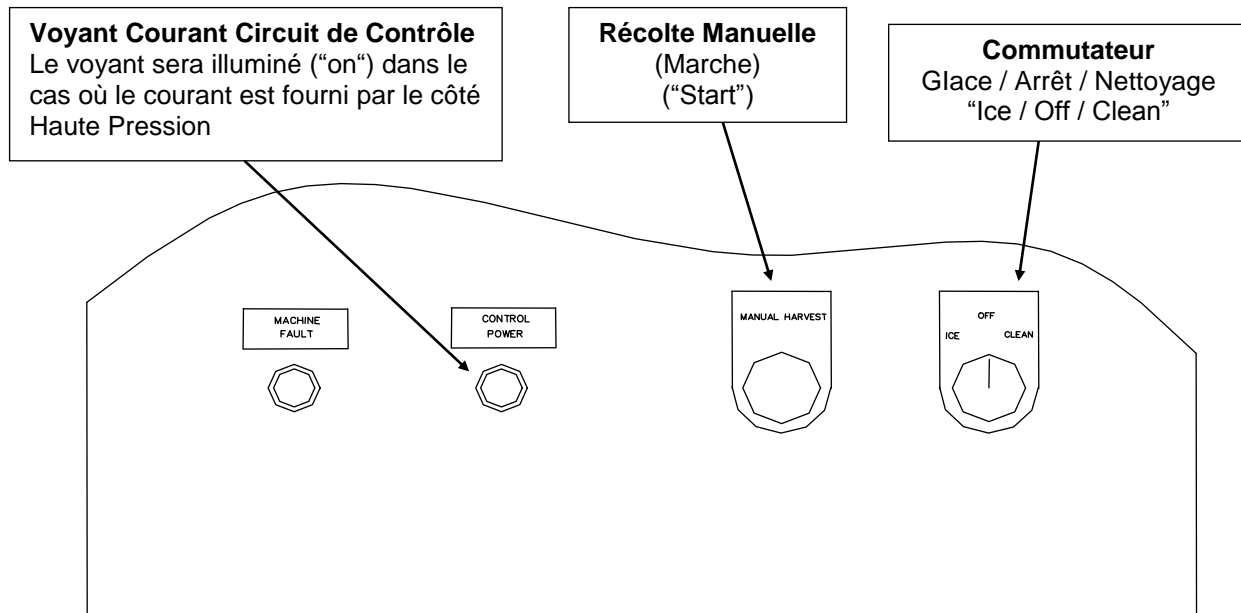 Voyant Courant Circuit de Contrôle
Le voyant sera illuminé (“on“) dans le
cas où le courant est fourni par le côté
Haute Pression
Récolte Manuelle
(Marche)
(“Start”)
Commutateur
Glace / Arrêt / Nettoyage
“Ice / Off / Clean”
MACHINE
FAULT
CONTROL
POWER
MANUAL HARVEST
OFF
ICE
CLEAN